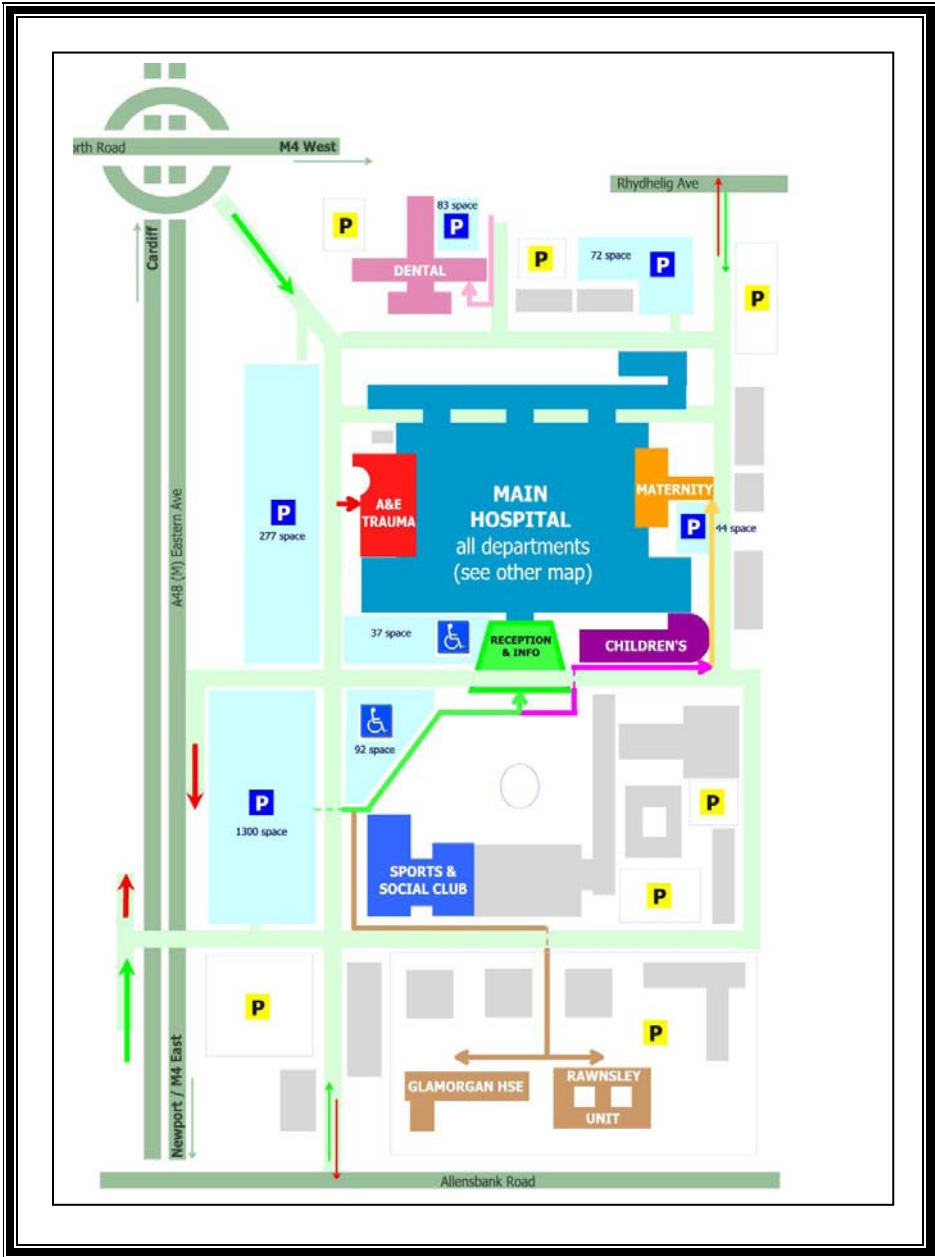 orth Road
M4 West
Rhydhelig Ave
83 space
P
P
DENTAL
P
72 space
P
P
Cardiff
A48 (M) Eastern Ave
Newport / M4 East
P
277 space
A&E
TRAUMA
MAIN
HOSPITAL
all departments
(see other map)
MATERNITY
P
44 space
37 space
RECEPTION
& INFO
CHILDREN'S
92 space
P
1300 space
P
SPORTS &
SOCIAL CLUB
P
P
P
GLAMORGAN HSE
RAWNSLEY
UNIT
Allensbank Road